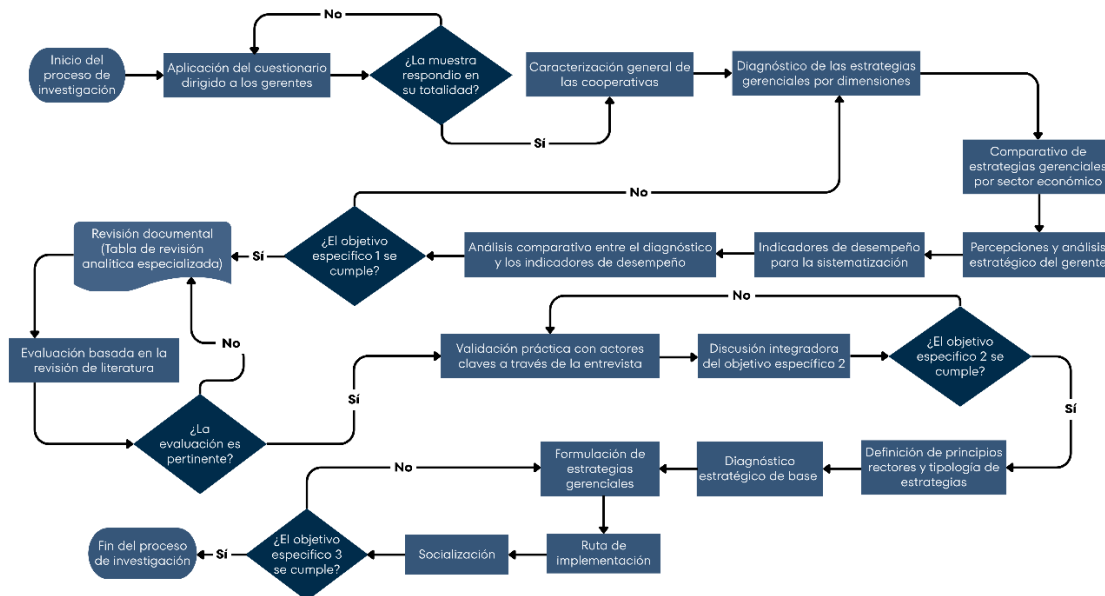 No
Inicio del
proceso de
investigación
Aplicación del cuestionario
dirigido a los gerentes
¿La muestra
respondio en
su totalidad?
Sí
Caracterización general de
las cooperativas
Diagnóstico de las estrategias
gerenciales por dimensiones
Comparativo de
estrategias gerenciales
por sector económico
Percepciones y análisis
estratégico del gerente
Indicadores de desempeño
para la sistematización
Análisis comparativo entre el diagnóstico
y los indicadores de desempeño
¿El objetivo
especifico 1 se
cumple?
No
Sí
Revisión documental
(Tabla de revisión
analítica especializada)
Evaluación basada en la
revisión de literatura
No
¿La
evaluación es
pertinente?
Sí
Validación práctica con actores
claves a través de la entrevista
Discusión integradora
del objetivo específico 2
No
¿El objetivo
especifico 2 se
cumple?
Sí
Definición de principios
rectores y tipología de
estrategias
Diagnóstico
estratégico de base
Formulación de
estrategias
gerenciales
Ruta de
implementación
Socialización
No
¿El objetivo
especifico 3
se cumple?
Sí
Fin del proceso
de investigación